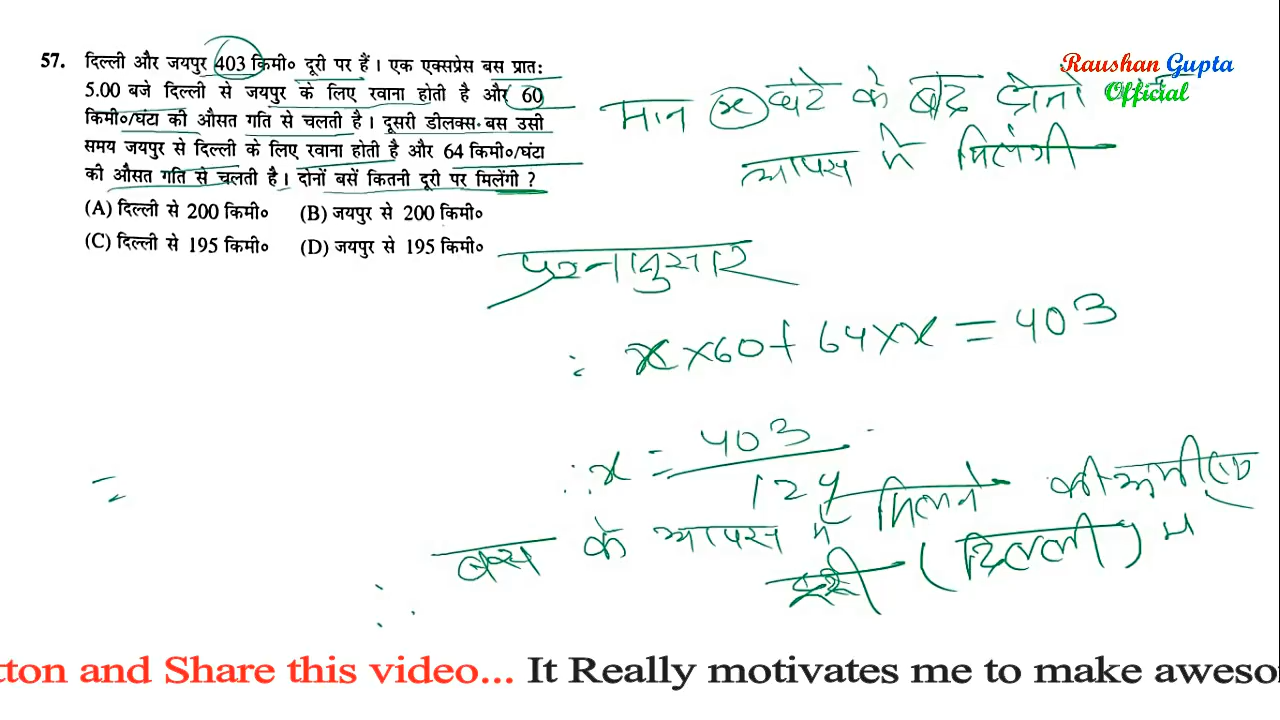 57. दिल्ली और जयपुर 403 किमी० दूरी पर हैं। एक एक्सप्रेस बस प्रातः
5.00 बजे दिल्ली से जयपुर के लिए रवाना होती है और 60
किमी०/घंटा की औसत गति से चलती है। दूसरी डीलक्स बस उसी
समय जयपुर से दिल्ली के लिए रवाना होती है और 64 किमी०/घंटा
की औसत गति से चलती है। दोनों बसें कितनी दूरी पर मिलेंगी ?
(A) दिल्ली से 200 किमी० (B) जयपुर से 200 किमी०
(C) दिल्ली से 195 किमी० (D) जयपुर से 195 किमी०
Raushan Gupta
Official
मान x घंटे के बाद दोनो
आपस मे मिलेगी
प्रश्नानुसार
: x×60+64×x = 403
∴ x = 403
124
बस के आपस में मिलने की
(दिल्ली) से
=
∴
tton and Share this video... It Really motivates me to make aweso